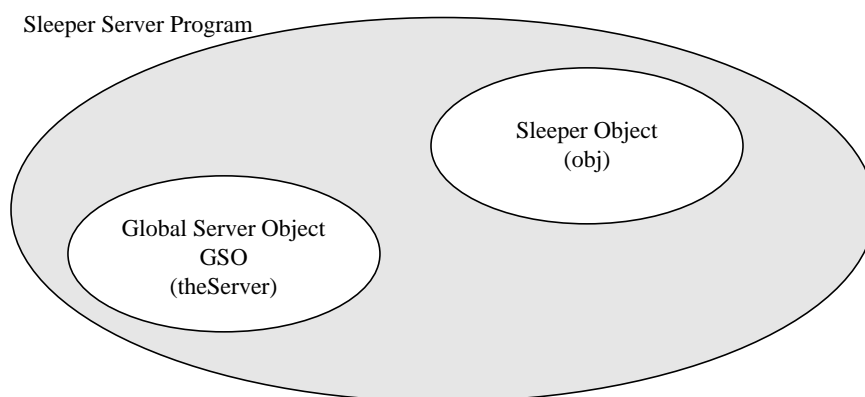 Sleeper Server Program
Sleeper Object
(obj)
Global Server Object
GSO
(theServer)